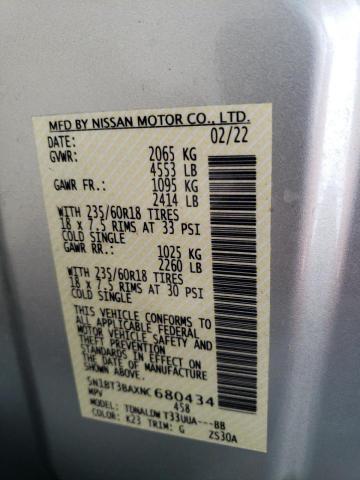 MFD BY NISSAN MOTOR CO., LTD.
DATE: 02/22
GVWR: 2065 KG
4553 LB
GAWR FR.: 1095 KG
2414 LB
WITH 235/60R18 TIRES
18 x 7.5 RIMS AT 33 PSI
COLD SINGLE
GAWR RR.: 1025 KG
2260 LB
WITH 235/60R18 TIRES
18 x 7.5 RIMS AT 30 PSI
COLD SINGLE
THIS VEHICLE CONFORMS TO
ALL APPLICABLE FEDERAL
MOTOR VEHICLE SAFETY AND
THEFT PREVENTION
STANDARDS IN EFFECT ON THE
DATE OF MANUFACTURE SHOWN
ABOVE.
5N1BT3BAXNC680434
MPV 458
MODEL: TDNALDWT33UUA---BB
COLOR: K23 TRIM: G ZS30A